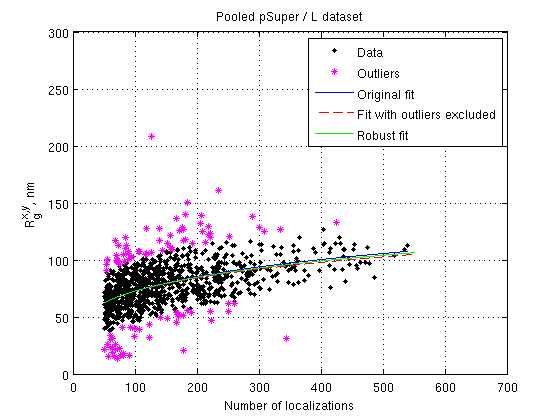 Pooled pSuper / L dataset
300
250
200
150
100
50
0
R_g^{x,y}, nm
Data
Outliers
Original fit
Fit with outliers excluded
Robust fit
0 100 200 300 400 500 600 700
Number of localizations